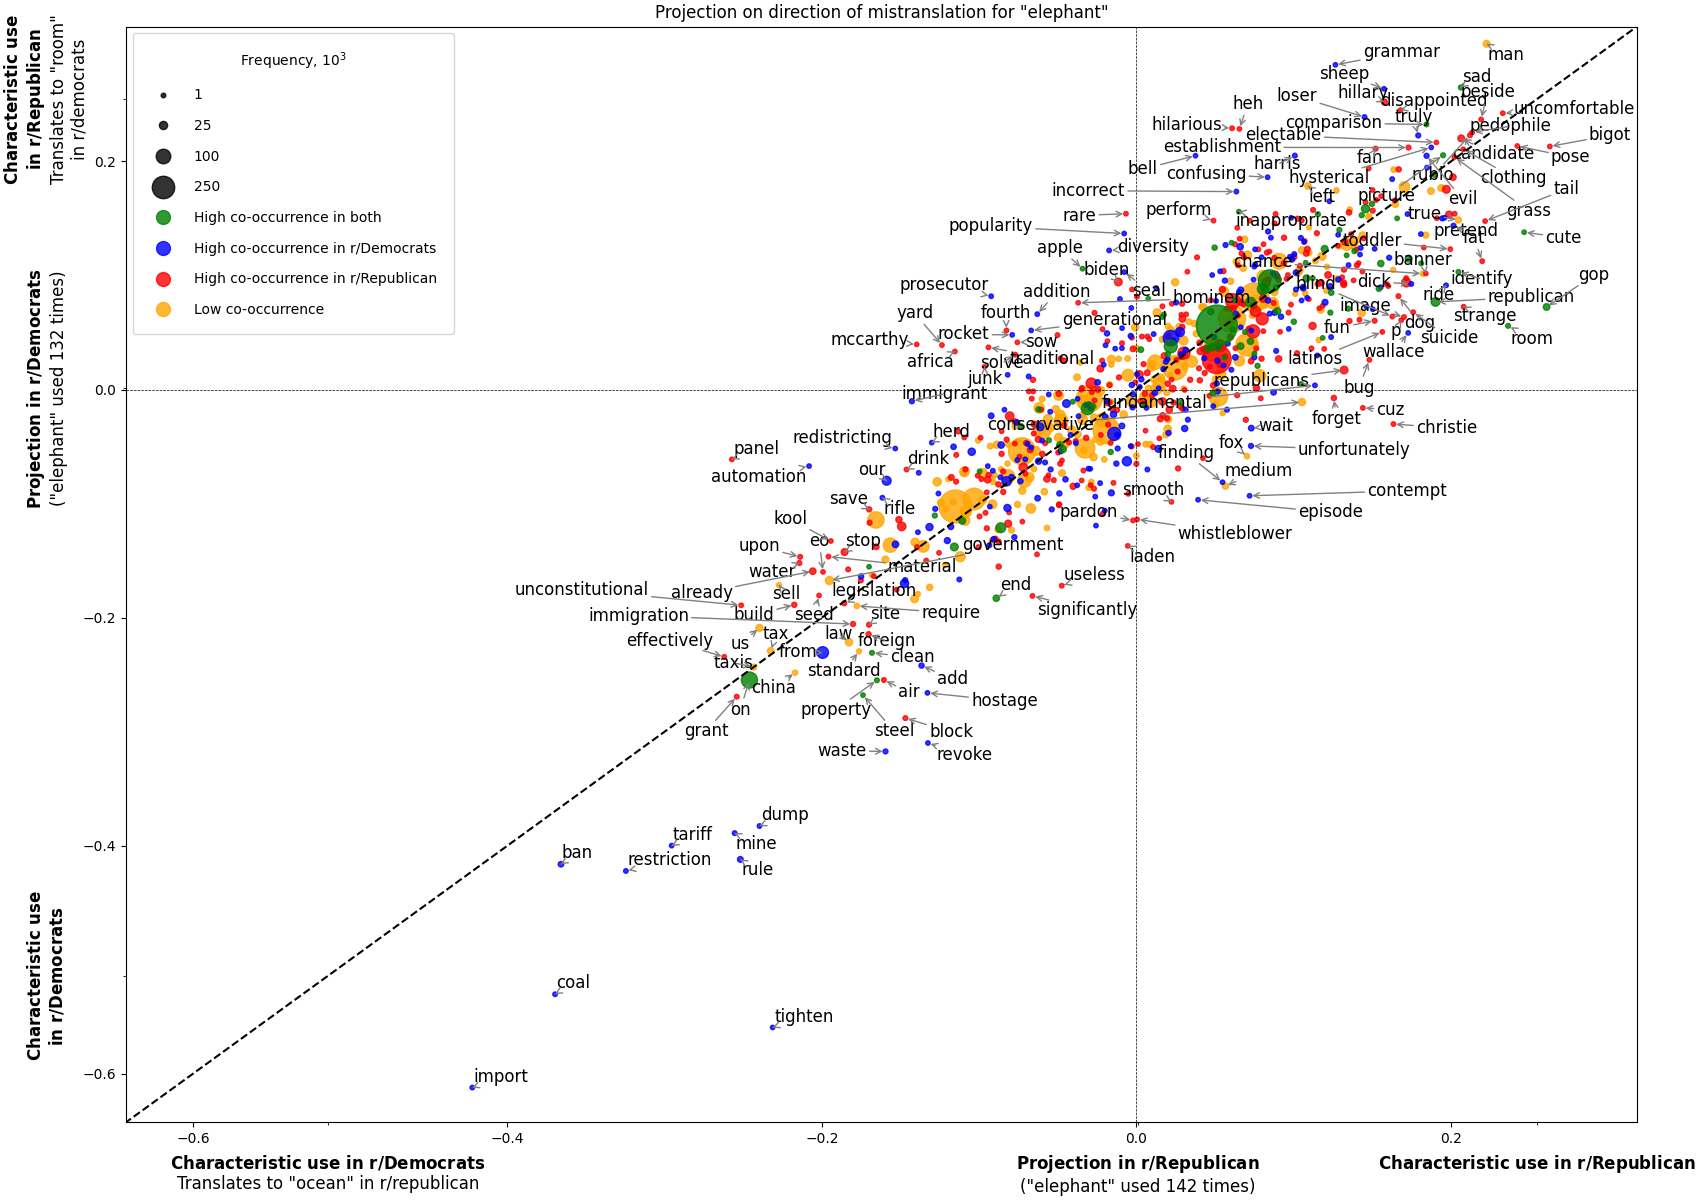 Projection on direction of mistranslation for "elephant"
Characteristic use
in r/Republican
Translates to "room"
in r/democrats
Projection in r/Democrats
("elephant" used 132 times)
Characteristic use
in r/Democrats
Frequency, 10³
1
25
100
250
High co-occurrence in both
High co-occurrence in r/Democrats
High co-occurrence in r/Republican
Low co-occurrence
0.2
0.0
−0.2
−0.4
−0.6
grammar
man
sheep
sad
hillary
beside
loser
disappointed
heh
uncomfortable
truly
comparison
hilarious
pedophile
electable
bigot
establishment
candidate
fan
pose
harris
bell
confusing
rubio
hysterical
clothing
incorrect
left
picture
evil
tail
perform
rare
true
grass
popularity
inappropriate
pretend
fat
cute
toddler
apple
diversity
chance
banner
biden
identify
gop
prosecutor
addition
seal
hominem
blind
dick
ride
republican
yard
fourth
generational
image
strange
mccarthy
rocket
sow
fun
p
dog
suicide
room
africa
solve
traditional
latinos
wallace
junk
republicans
bug
immigrant
fundamental
forget
cuz
conservative
christie
herd
wait
redistricting
panel
fox
unfortunately
drink
finding
automation
our
medium
save
smooth
contempt
rifle
pardon
episode
kool
whistleblower
upon
eo
stop
government
laden
water
material
useless
unconstitutional
already
sell
legislation
end
build
seed
require
significantly
immigration
site
effectively
us
tax
law
foreign
from
taxis
clean
standard
china
add
on
property
air
hostage
grant
steel
block
waste
revoke
dump
tariff
mine
ban
restriction
rule
coal
tighten
import
−0.6
−0.4
−0.2
0.0
0.2
Characteristic use in r/Democrats
Translates to "ocean" in r/republican
Projection in r/Republican
("elephant" used 142 times)
Characteristic use in r/Republican